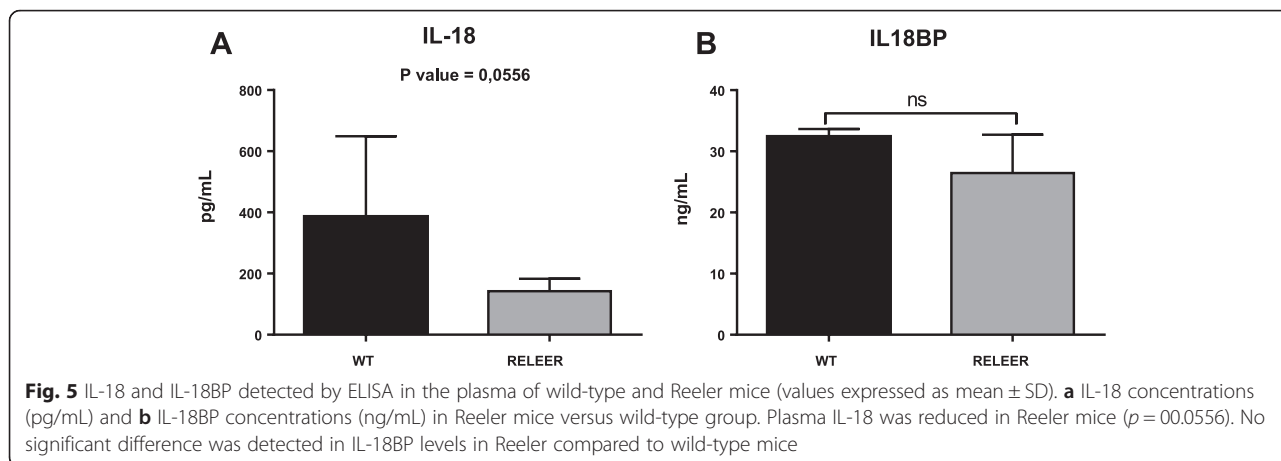 A
IL-18
P value = 0,0556
pg/mL
800
600
400
200
0
WT
RELEER
B
IL18BP
ns
ng/mL
40
30
20
10
0
WT
RELEER
Fig. 5 IL-18 and IL-18BP detected by ELISA in the plasma of wild-type and Reeler mice (values expressed as mean ± SD). a IL-18 concentrations
(pg/mL) and b IL-18BP concentrations (ng/mL) in Reeler mice versus wild-type group. Plasma IL-18 was reduced in Reeler mice (p = 00.0556). No
significant difference was detected in IL-18BP levels in Reeler compared to wild-type mice